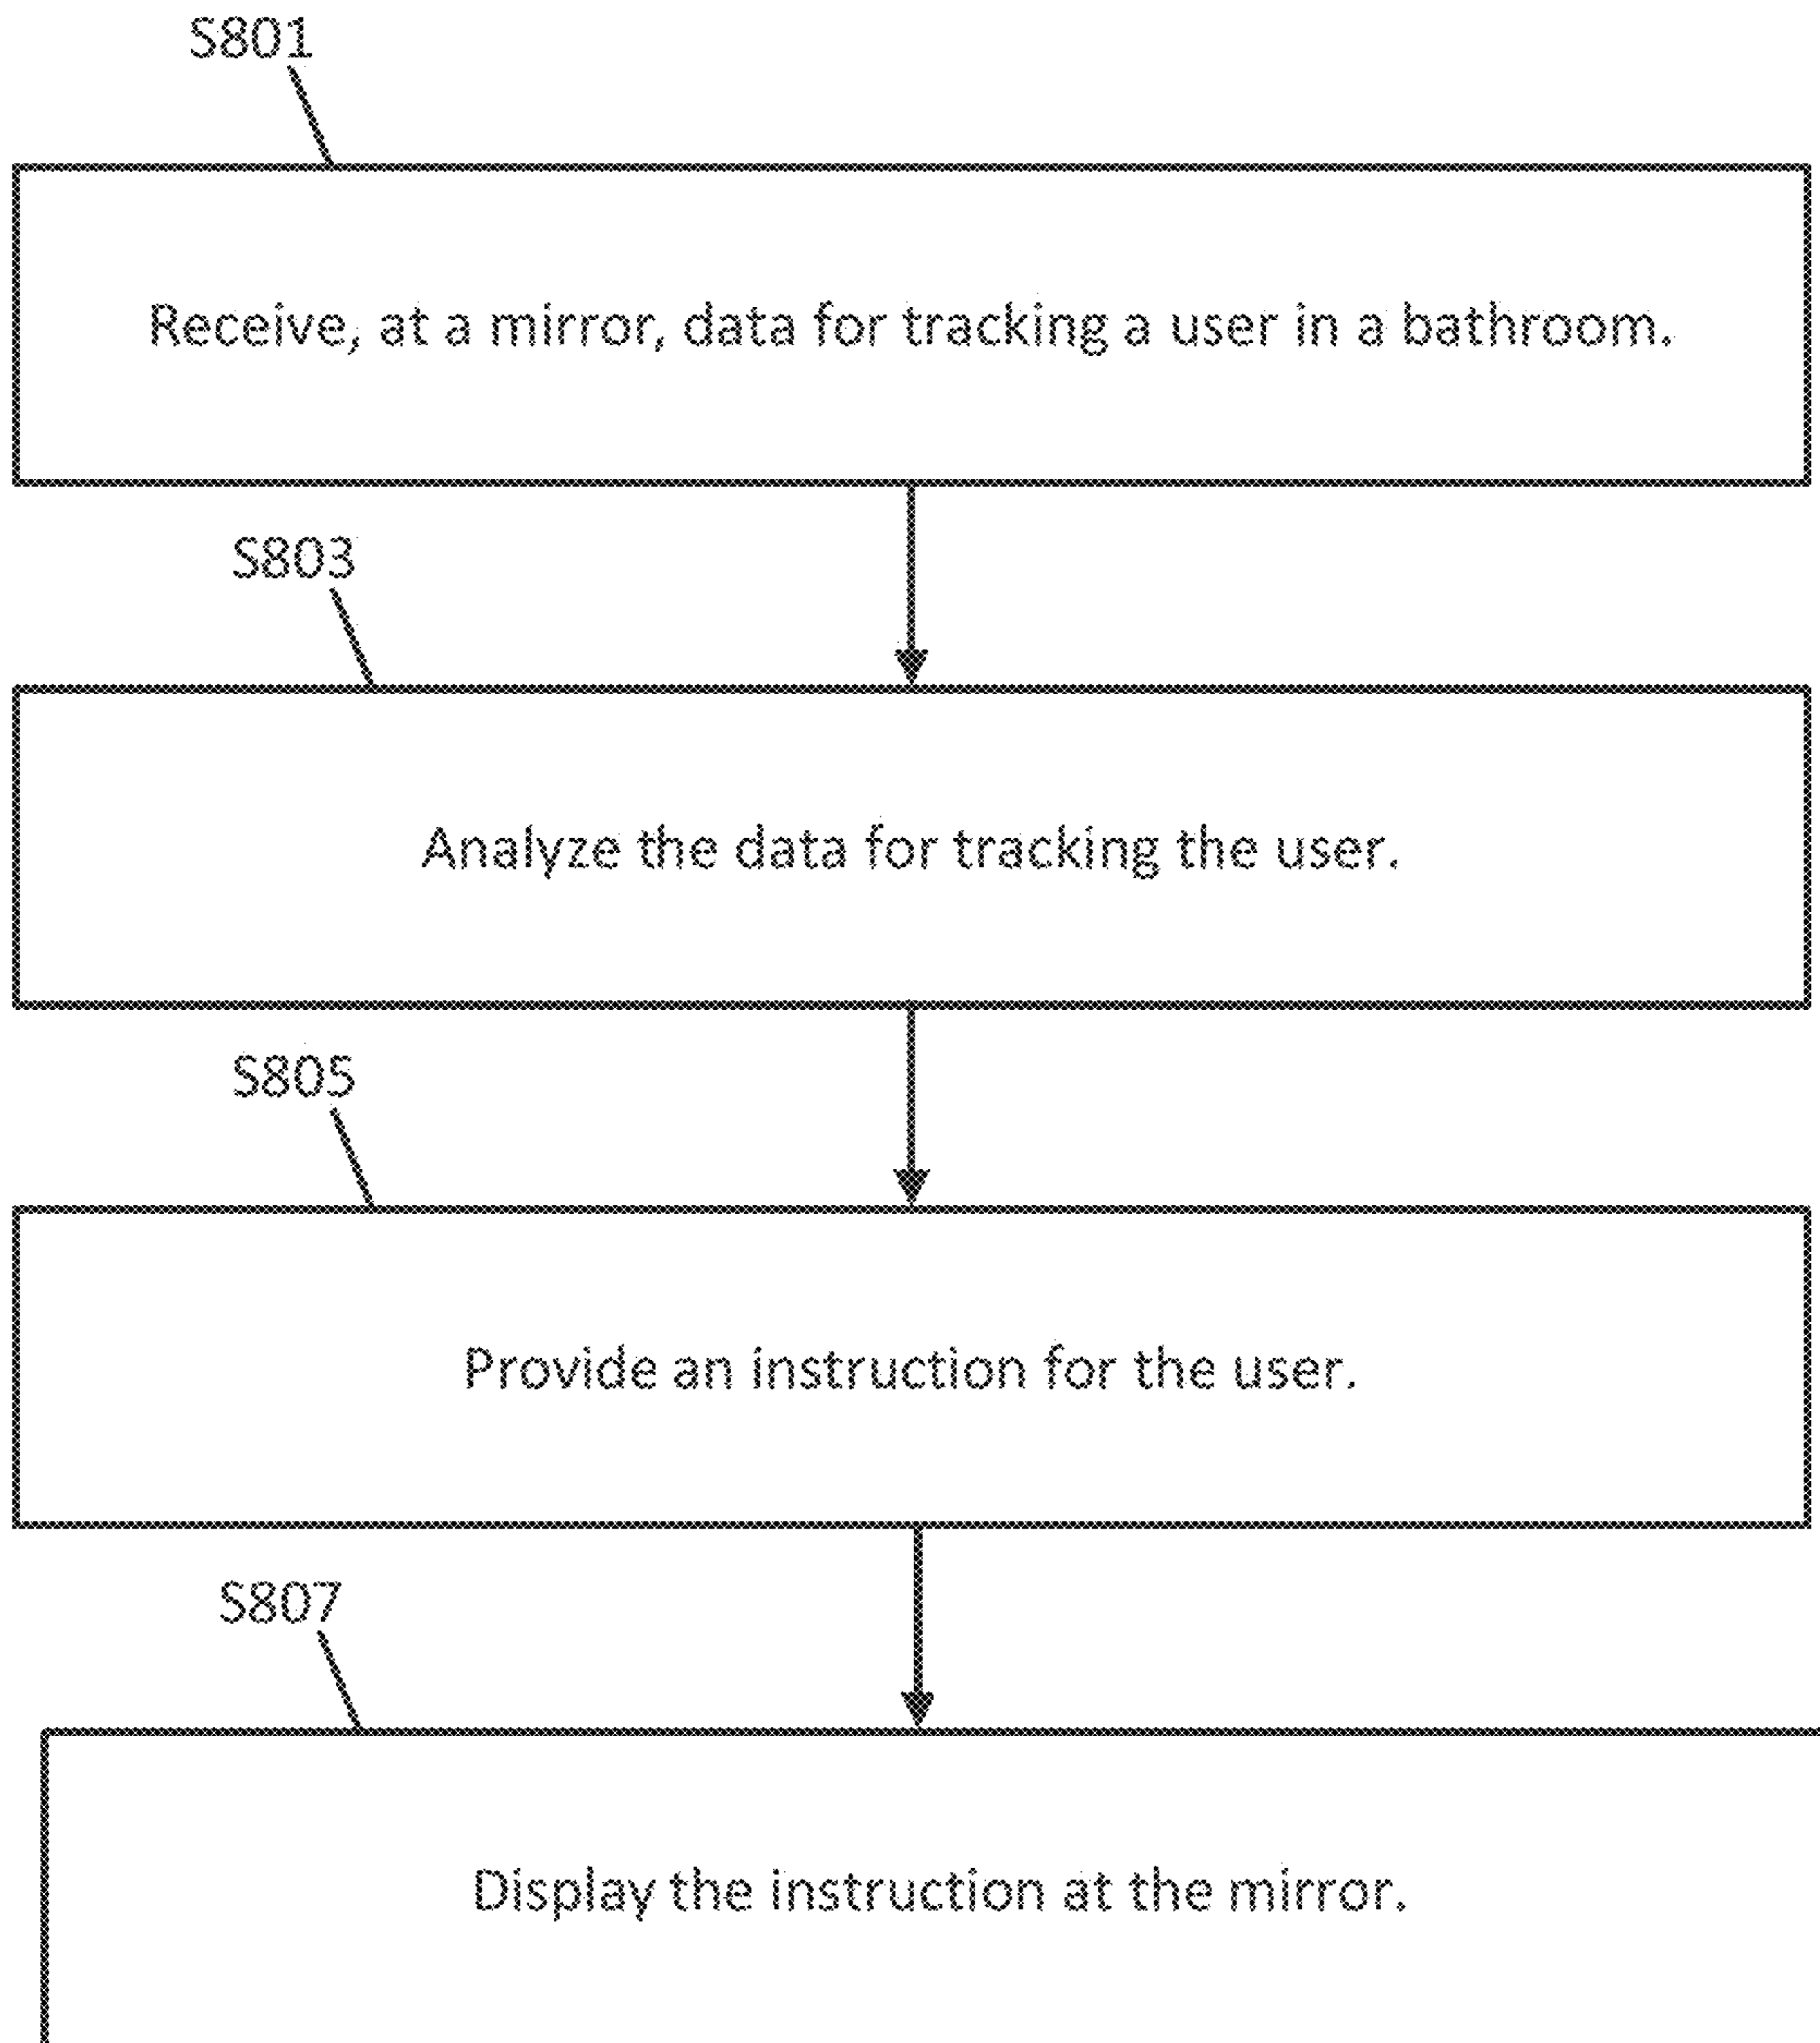 S801
Receive, at a mirror, data for tracking a user in a bathroom.
S803
Analyze the data for tracking the user.
S805
Provide an instruction for the user.
S807
Display the instruction at the mirror.